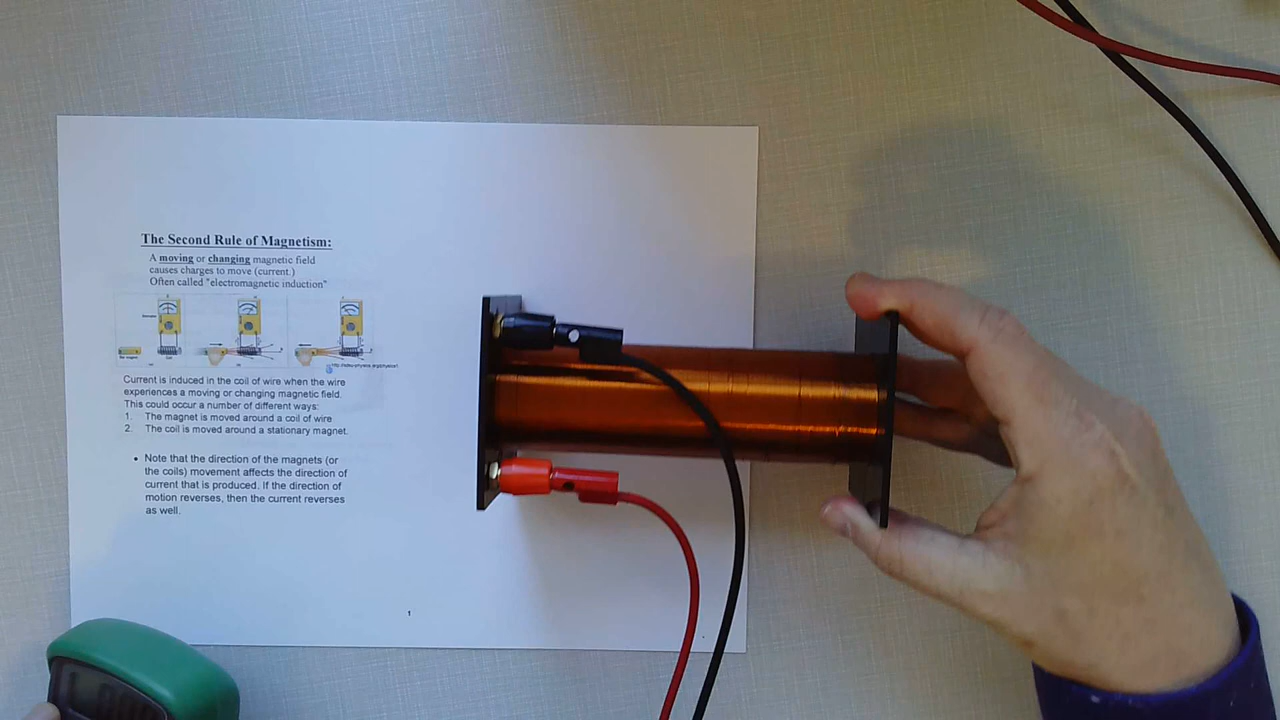 The Second Rule of Magnetism:
A moving or changing magnetic field
causes charges to move (current.)
Often called "electromagnetic induction"
Current is induced in the coil of wire when the wire
experiences a moving or changing magnetic field.
This could occur a number of different ways:
1. The magnet is moved around a coil of wire
2. The coil is moved around a stationary magnet.
• Note that the direction of the magnets (or
the coils) movement affects the direction of
current that is produced. If the direction of
motion reverses, then the current reverses
as well.
1